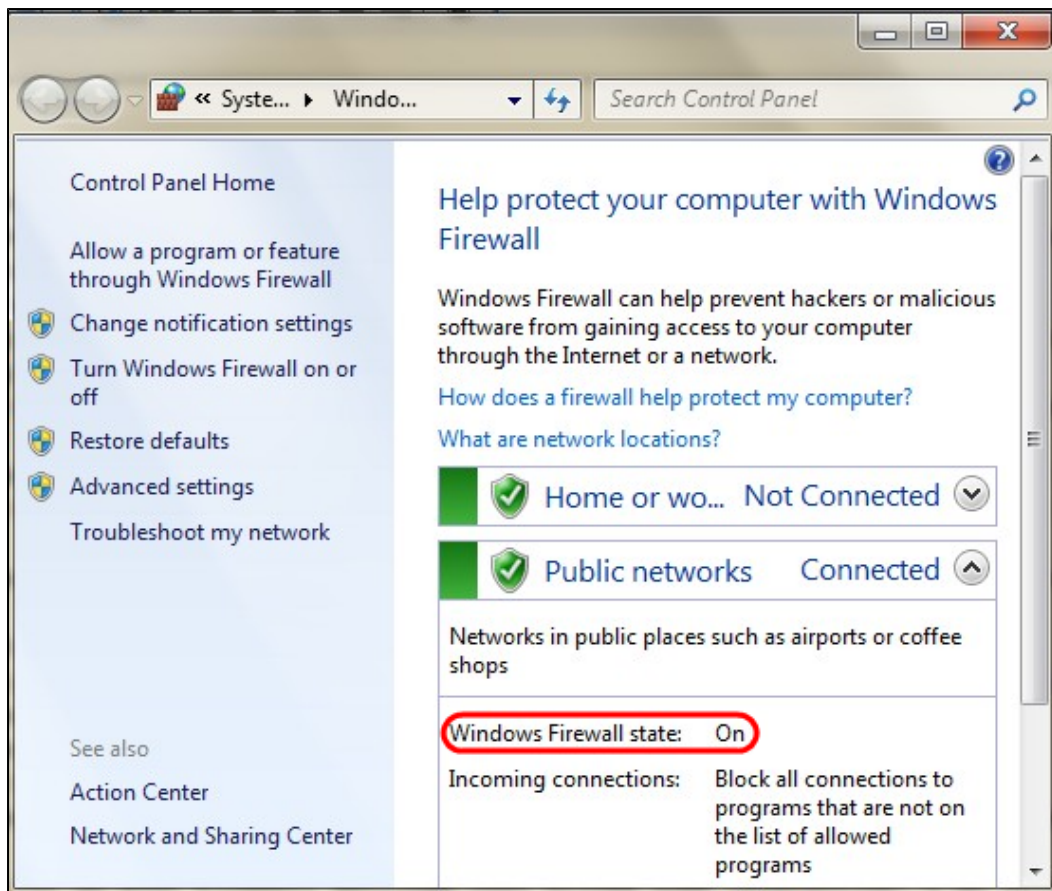 « Syste... Windo...
Search Control Panel
Control Panel Home
Allow a program or feature
through Windows Firewall
Change notification settings
Turn Windows Firewall on or
off
Restore defaults
Advanced settings
Troubleshoot my network
See also
Action Center
Network and Sharing Center
Help protect your computer with Windows
Firewall
Windows Firewall can help prevent hackers or malicious
software from gaining access to your computer
through the Internet or a network.
How does a firewall help protect my computer?
What are network locations?
Home or wo... Not Connected
Public networks Connected
Networks in public places such as airports or coffee
shops
Windows Firewall state: On
Incoming connections: Block all connections to
programs that are not on
the list of allowed
programs